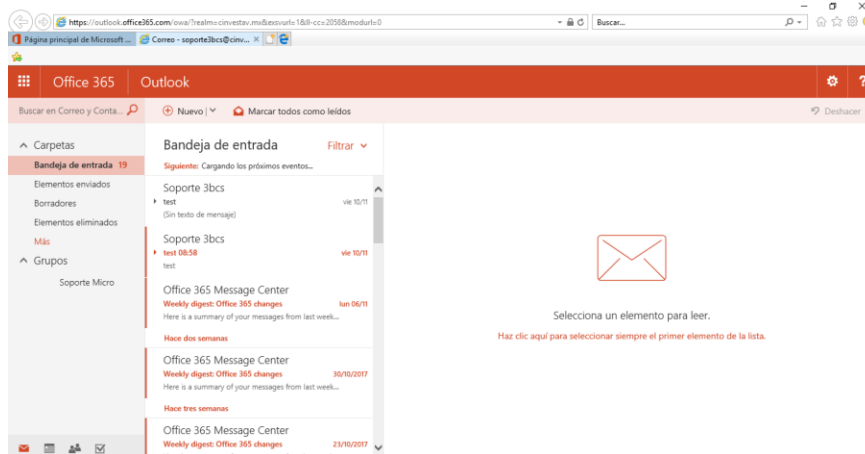 https://outlook.office365.com/owa/?realm=cinvestav.mx&exsvurl=1&ll-cc=2058&modurl=0
Buscar...
Página principal de Microsoft ...
Correo - soporte3bcs@cinv...
Office 365
Outlook
?
Buscar en Correo y Conta...
Nuevo
Marcar todos como leídos
Deshacer
Carpetas
Bandeja de entrada 19
Elementos enviados
Borradores
Elementos eliminados
Más
Grupos
Soporte Micro
Bandeja de entrada
Filtrar
Siguiente: Cargando los próximos eventos...
Soporte 3bcs
test vie 10/11
(Sin texto de mensaje)
Soporte 3bcs
test 08:58 vie 10/11
test
Office 365 Message Center
Weekly digest: Office 365 changes lun 06/11
Here is a summary of your messages from last week...
Hace dos semanas
Office 365 Message Center
Weekly digest: Office 365 changes 30/10/2017
Here is a summary of your messages from last week...
Hace tres semanas
Office 365 Message Center
Weekly digest: Office 365 changes 23/10/2017
Selecciona un elemento para leer.
Haz clic aquí para seleccionar siempre el primer elemento de la lista.